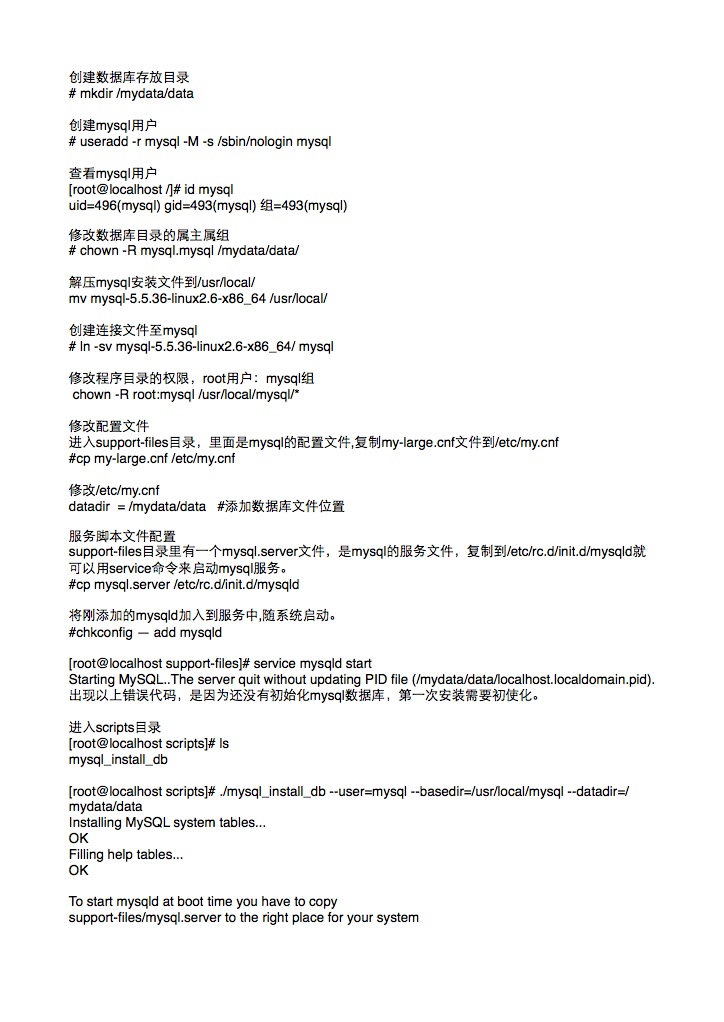 创建数据库存放目录
# mkdir /mydata/data
创建mysql用户
# useradd -r mysql -M -s /sbin/nologin mysql
查看mysql用户
[root@localhost /]# id mysql
uid=496(mysql) gid=493(mysql) 组=493(mysql)
修改数据库目录的属主属组
# chown -R mysql.mysql /mydata/data/
解压mysql安装文件到/usr/local/
mv mysql-5.5.36-linux2.6-x86_64 /usr/local/
创建连接文件至mysql
# ln -sv mysql-5.5.36-linux2.6-x86_64/ mysql
修改程序目录的权限，root用户：mysql组
chown -R root:mysql /usr/local/mysql/*
修改配置文件
进入support-files目录，里面是mysql的配置文件,复制my-large.cnf文件到/etc/my.cnf
#cp my-large.cnf /etc/my.cnf
修改/etc/my.cnf
datadir = /mydata/data #添加数据库文件位置
服务脚本文件配置
support-files目录里有一个mysql.server文件，是mysql的服务文件，复制到/etc/rc.d/init.d/mysqld就
可以用service命令来启动mysql服务。
#cp mysql.server /etc/rc.d/init.d/mysqld
将刚添加的mysqld加入到服务中,随系统启动。
#chkconfig — add mysqld
[root@localhost support-files]# service mysqld start
Starting MySQL..The server quit without updating PID file (/mydata/data/localhost.localdomain.pid).
出现以上错误代码，是因为还没有初始化mysql数据库，第一次安装需要初使化。
进入scripts目录
[root@localhost scripts]# ls
mysql_install_db
[root@localhost scripts]# ./mysql_install_db --user=mysql --basedir=/usr/local/mysql --datadir=/
mydata/data
Installing MySQL system tables...
OK
Filling help tables...
OK
To start mysqld at boot time you have to copy
support-files/mysql.server to the right place for your system